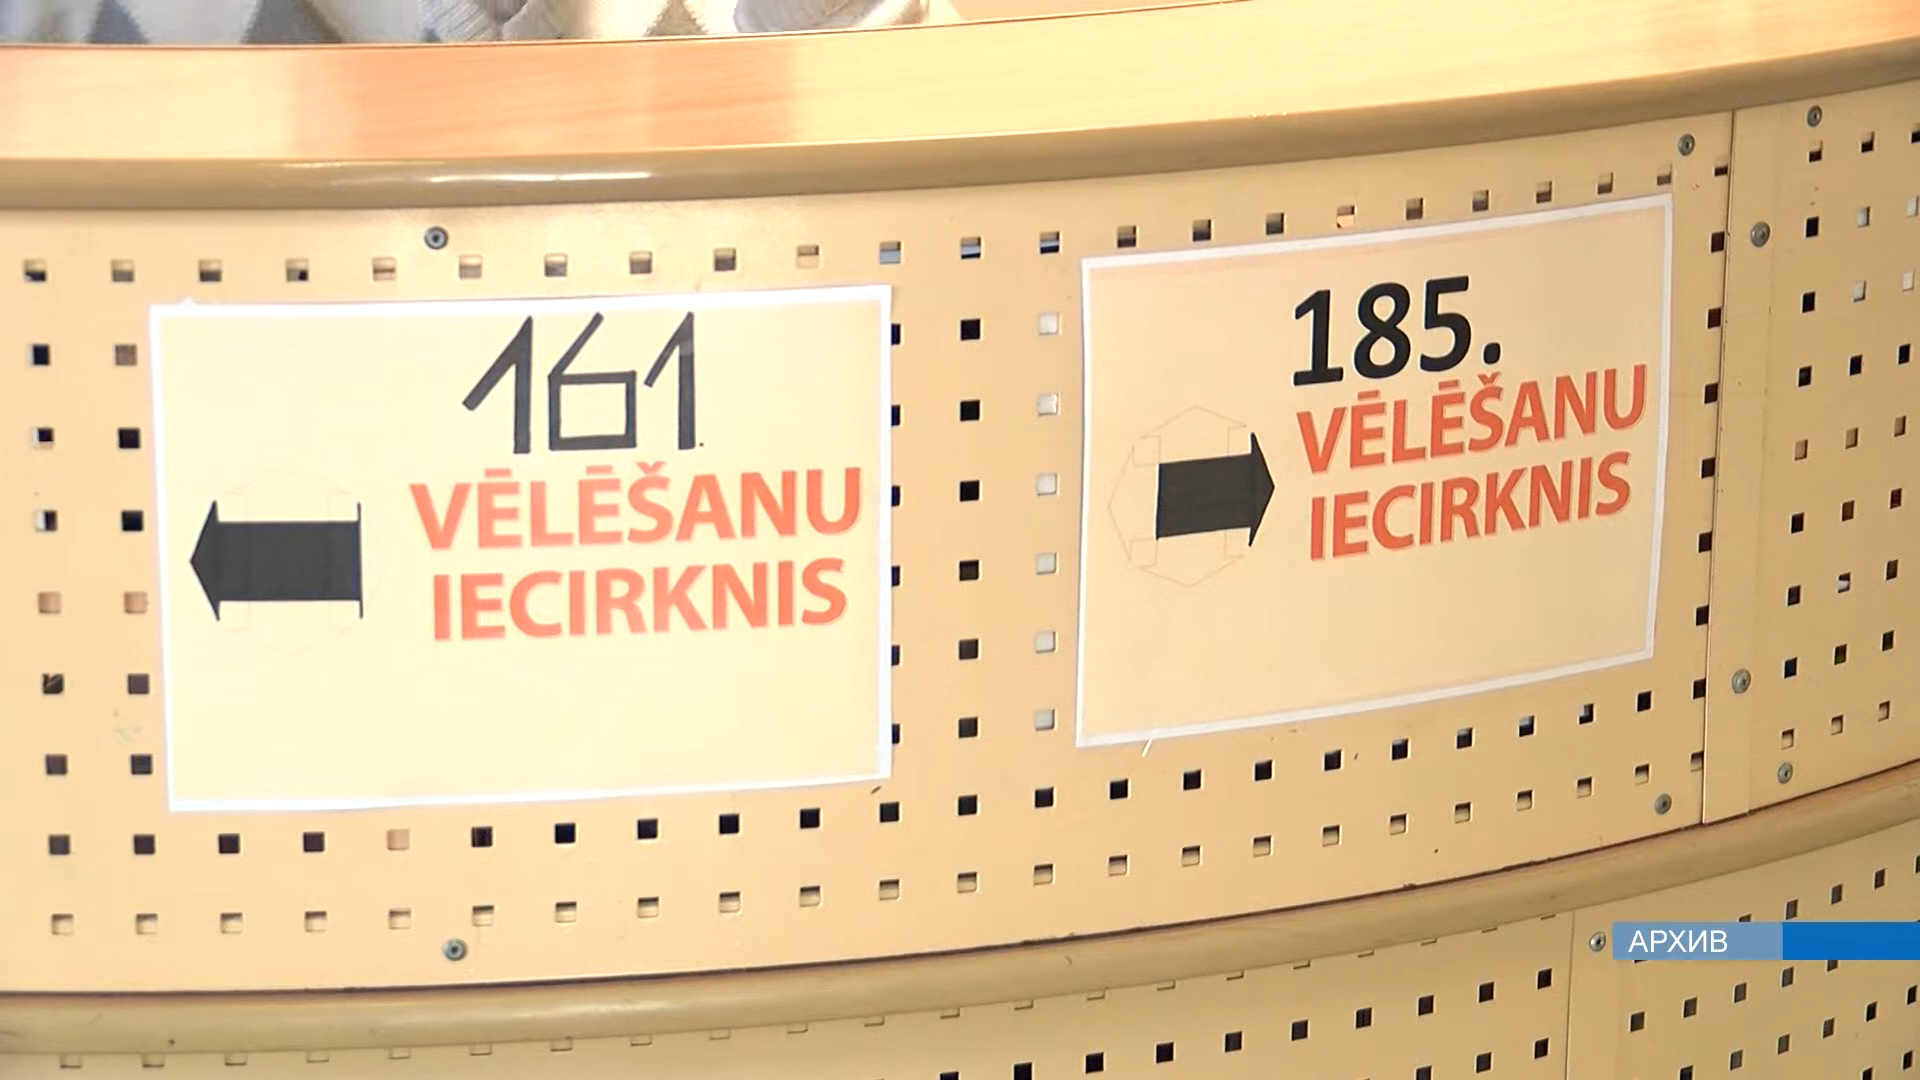 161.
VĒLĒŠANU
IECIRKNIS
185.
VĒLĒŠANU
IECIRKNIS
АРХИВ